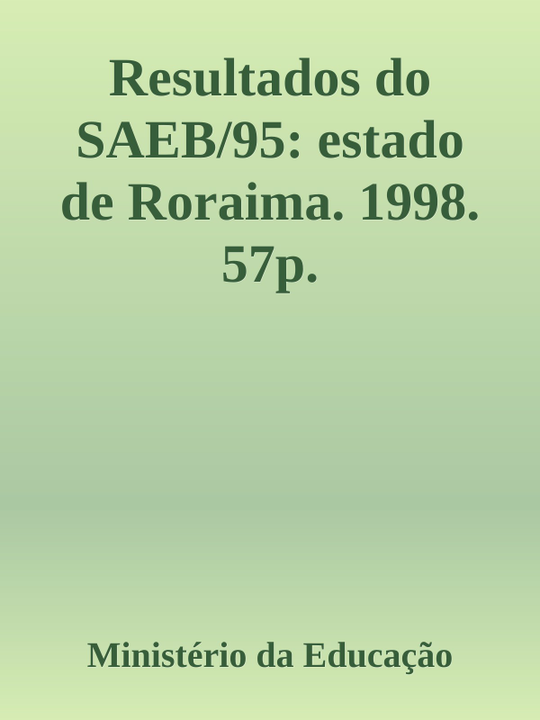 Resultados do
SAEB/95: estado
de Roraima. 1998.
57p.
Ministério da Educação